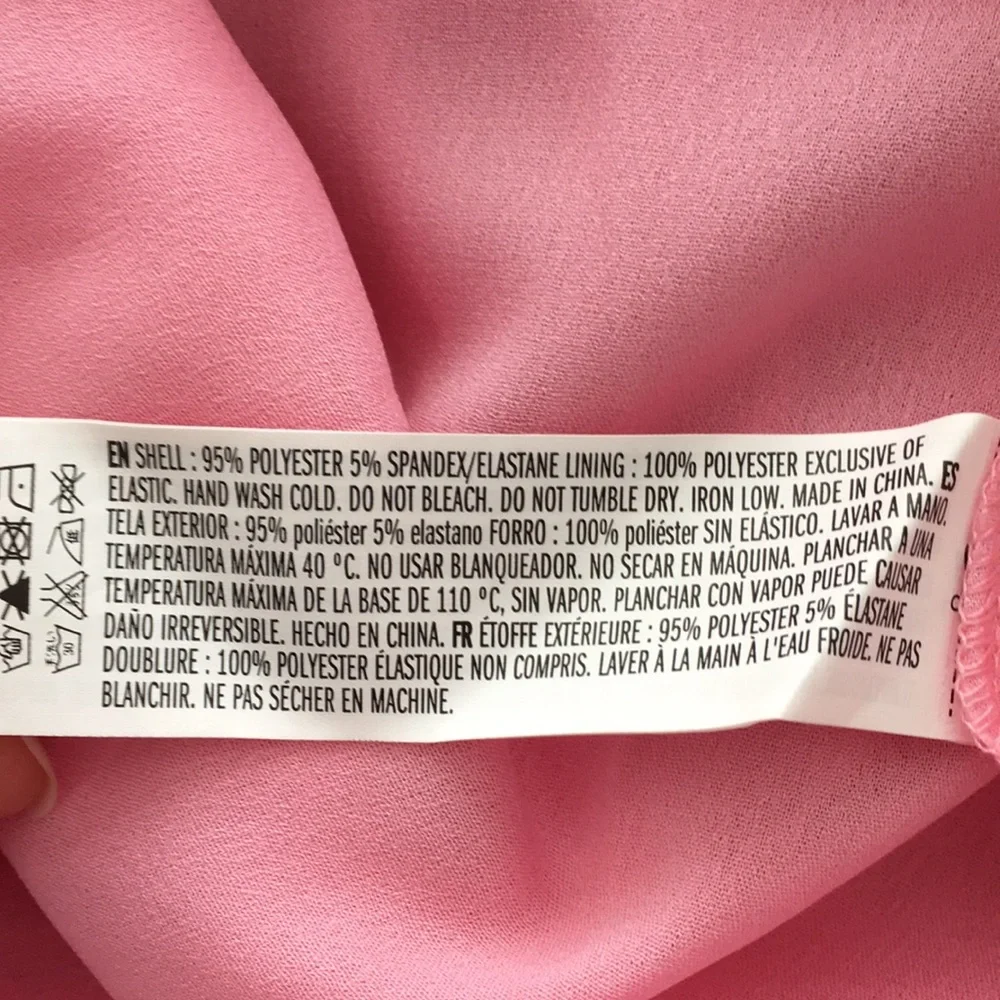 EN SHELL : 95% POLYESTER 5% SPANDEX/ELASTANE LINING : 100% POLYESTER EXCLUSIVE OF
ELASTIC. HAND WASH COLD. DO NOT BLEACH. DO NOT TUMBLE DRY. IRON LOW. MADE IN CHINA. ES
TELA EXTERIOR : 95% poliéster 5% elastano FORRO : 100% poliéster SIN ELÁSTICO. LAVAR A MANO.
TEMPERATURA MÁXIMA 40 ºC. NO USAR BLANQUEADOR. NO SECAR EN MÁQUINA. PLANCHAR A UNA
TEMPERATURA MÁXIMA DE LA BASE DE 110 ºC, SIN VAPOR. PLANCHAR CON VAPOR PUEDE CAUSAR
DAÑO IRREVERSIBLE. HECHO EN CHINA. FR ÉTOFFE EXTÉRIEURE : 95% POLYESTER 5% ÉLASTANE
DOUBLURE : 100% POLYESTER ÉLASTIQUE NON COMPRIS. LAVER À LA MAIN À L'EAU FROIDE. NE PAS
BLANCHIR. NE PAS SÉCHER EN MACHINE.